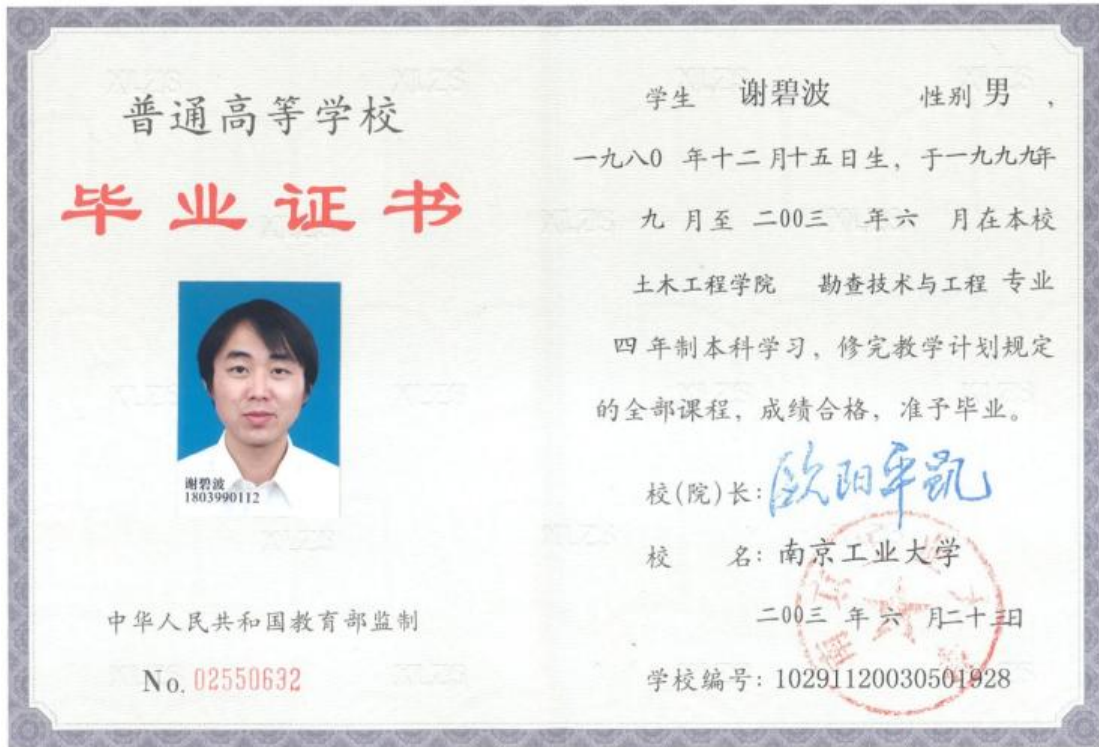 普通高等学校
毕业证书
谢碧波
1803990112
中华人民共和国教育部监制
No. 02550632
学生 谢碧波 性别 男 ,
一九八0 年十二月十五日生, 于一九九九年
九 月至 二00三 年六 月在本校
土木工程学院 勘查技术与工程 专业
四 年制本科学习, 修完教学计划规定
的全部课程, 成绩合格, 准予毕业。
校(院)长: 欧阳平凯
校 名: 南京工业大学
二00三 年 六 月二十三日
学校编号: 10291120030501928